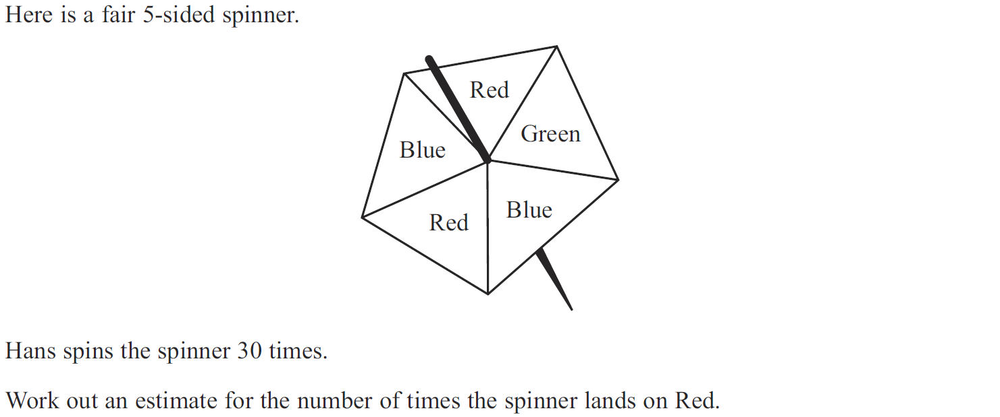 Here is a fair 5-sided spinner.
Red
Green
Blue
Blue
Red
Hans spins the spinner 30 times.
Work out an estimate for the number of times the spinner lands on Red.